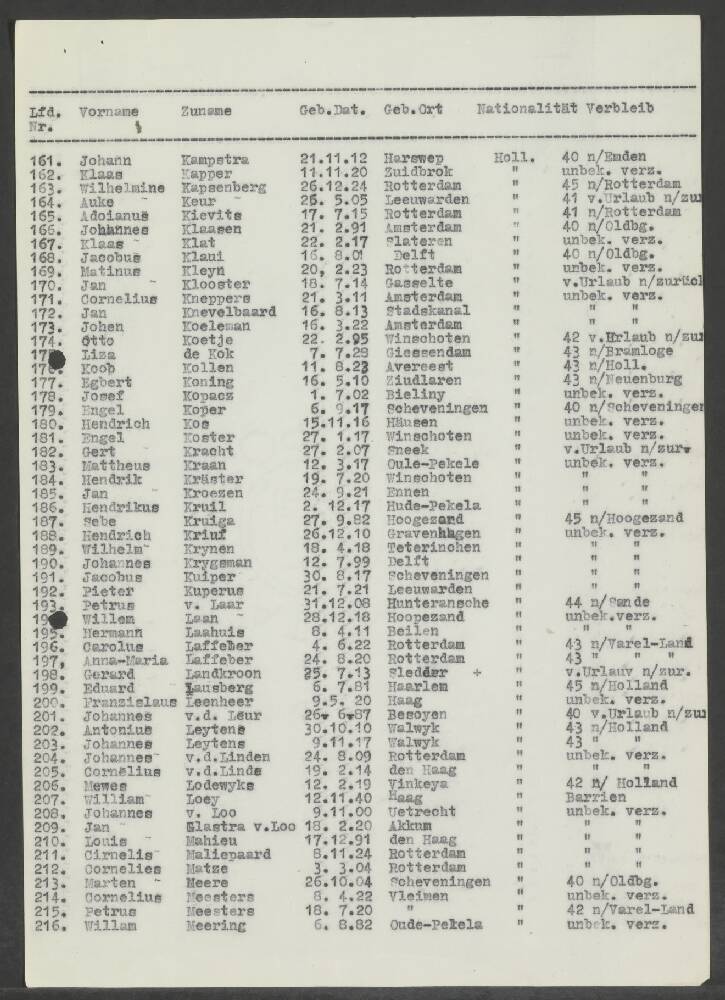 Lfd. Vorname Zuname Geb.Dat. Geb.Ort Nationalität Verbleib
Nr.
161. Johann Kampstra 21.11.12 Harswep Holl. 40 n/Emden
162. Klaas Kapper 11.11.20 Zuidbrok " unbek. verz.
163. Wilhelmine Kapsenberg 26.12.24 Rotterdam " 45 n/Rotterdam
164. Auke Keur 26. 5.05 Leeuwarden " 41 v.Urlaub n/zu
165. Adoianus Kievits 17. 7.15 Rotterdam " 41 n/Rotterdam
166. Johannes Klaasen 21. 2.91 Amsterdam " 40 n/Oldbg.
167. Klaas Klat 22. 2.17 Slateren " unbek. verz.
168. Jacobus Klaui 16. 8.01 Delft " 40 n/Oldbg.
169. Matinus Kleyn 20, 2.23 Rotterdam " unbek. verz.
170. Jan Klooster 18. 7.14 Gasselte " v.Urlaub n/zurück
171. Cornelius Kneppers 21. 3.11 Amsterdam " unbek. verz.
172. Jan Knevelbaard 16. 8.13 Stadskanal " " "
173. Johen Koeleman 16. 3.22 Amsterdam " " "
174. Otto Koetje 22. 2.95 Winschoten " 42 v.Urlaub n/zu
17 Liza de Kok 7. 7.28 Giessendam " 43 n/Bramloge
176. Koop Kollen 11. 8.23 Avereest " 43 n/Holl.
177. Egbert Koning 16. 5.10 Ziudlaren " 43 n/Neuenburg
178. Josef Kopacz 1. 7.02 Bieliny " unbek. verz.
179. Engel Koper 6. 9.17 Scheveningen " 40 n/Scheveningen
180. Hendrich Kos 15.11.16 Häusen " unbek. verz.
181. Engel Koster 27. 1.17 Winschoten " unbek. verz.
182. Gert Kracht 27. 2.07 Sneek " v.Urlaub n/zur.
183. Mattheus Kraan 12. 3.17 Oule-Pekele " unbek. verz.
184. Hendrik Kräster 19. 7.20 Winschoten " " "
185. Jan Kroezen 24. 9.21 Ennen " " "
186. Hendrikus Kruil 2. 12.17 Hude-Pekela " " "
187. Sebe Kruiga 27. 9.82 Hoogezand " 45 n/Hoogezand
188. Hendrich Kriuf 26.12.10 Gravenhagen " unbek. verz.
189. Wilhelm Krynen 18. 4.18 Teterinchen " " "
190. Johannes Krygsman 12. 7.99 Delft " " "
191. Jacobus Kuiper 30. 8.17 Scheveningen " " "
192. Pieter Kuperus 21. 7.21 Leeuwarden " " "
193. Petrus v. Laar 31.12.08 Hunteransche " 44 n/Sande
19 Willem Laan 28.12.18 Hoopezand " unbek.verz.
195. Hermann Laahuis 8. 4.11 Beilen " " "
196. Carolus Laffeber 4. 6.22 Rotterdam " 43 n/Varel-Land
197, Anna-Maria Laffeber 24. 8.20 Rotterdam " 43 " "
198. Gerard Landkroon 25. 7.13 Sledder + " v.Urlauv n/zur.
199. Eduard Lausberg 6. 7.81 Haarlem " 45 n/Holland
200. Franzislaus Leenheer 9.5. 20 Haag " unbek. verz.
201. Johannes v.d. Leur 26. 6.87 Besoyen " 40 v.Urlaub n/zu
202. Antonius Leytens 30.10.10 Walwyk " 43 n/Holland
203. Johannes Leytens 9.11.17 Walwyk " 43 " "
204. Johannes v.d.Linden 24. 8.09 Rotterdam " unbek. verz.
205. Cornelius v.d.Linde 19. 2.14 den Haag " " "
206. Mewes Lodewyks 12. 2.19 Vinkeya " 42 n/ Holland
207. William Loey 12.11.40 Haag " Barrien
208. Johannes v. Loo 9.11.00 Uetrecht " unbek. verz.
209. Jan Glastra v.Loo 18. 2.20 Akkum " " "
210. Louis Mahieu 17.12.91 den Haag " " "
211. Cirnelis Maliepaard 8.11.24 Rotterdam " " "
212. Cornelies Matze 3. 3.04 Rotterdam " " "
213. Marten Meere 26.10.04 Scheveningen " 40 n/Oldbg.
214. Cornelius Meesters 8. 4.22 Vleimen " unbek. verz.
215. Petrus Meesters 18. 7.20 " " 42 n/Varel-Land
216. Willam Meering 6. 8.82 Oude-Pekela " unbek. verz.